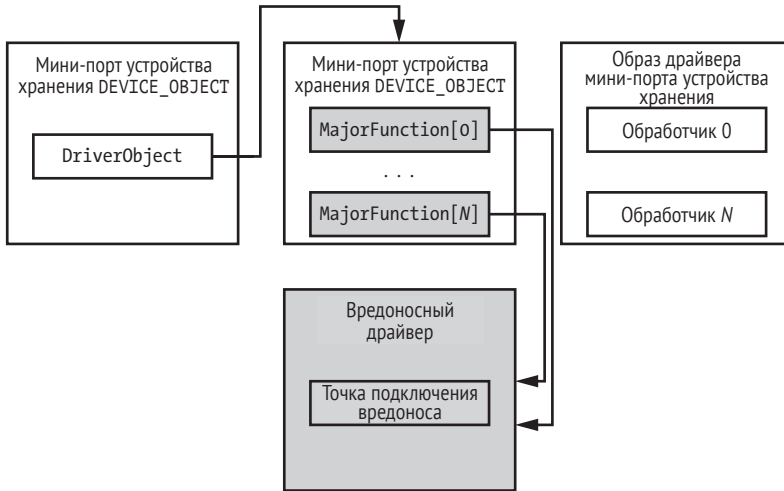 Мини-порт устройства
хранения DEVICE_OBJECT
DriverObject
Мини-порт устройства
хранения DEVICE_OBJECT
MajorFunction[0]
. . .
MajorFunction[N]
Образ драйвера
мини-порта устройства
хранения
Обработчик 0
Обработчик N
Вредоносный
драйвер
Точка подключения
вредоноса